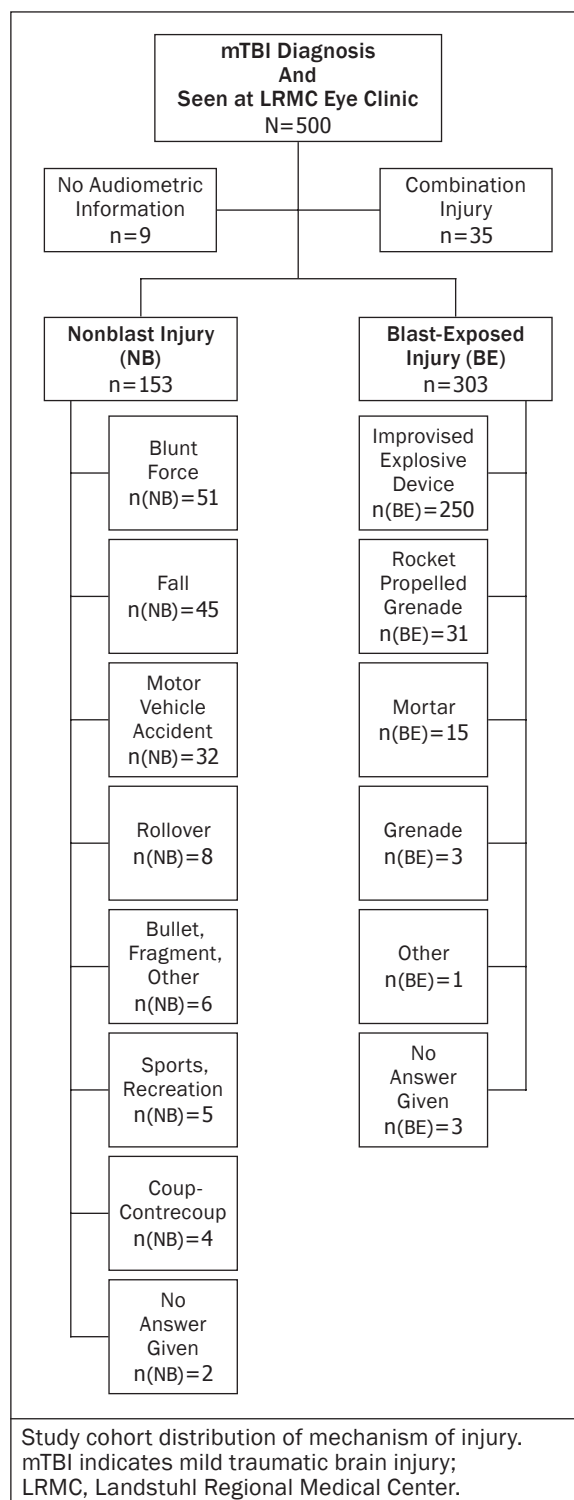 mTBI Diagnosis
And
Seen at LRMC Eye Clinic
N=500
No Audiometric
Information
n=9
Combination
Injury
n=35
Nonblast Injury
(NB)
n=153
Blast-Exposed
Injury (BE)
n=303
Blunt
Force
n(NB)=51
Fall
n(NB)=45
Motor
Vehicle
Accident
n(NB)=32
Rollover
n(NB)=8
Bullet,
Fragment,
Other
n(NB)=6
Sports,
Recreation
n(NB)=5
Coup-
Contrecoup
n(NB)=4
No
Answer
Given
n(NB)=2
Improvised
Explosive
Device
n(BE)=250
Rocket
Propelled
Grenade
n(BE)=31
Mortar
n(BE)=15
Grenade
n(BE)=3
Other
n(BE)=1
No
Answer
Given
n(BE)=3
Study cohort distribution of mechanism of injury.
mTBI indicates mild traumatic brain injury;
LRMC, Landstuhl Regional Medical Center.